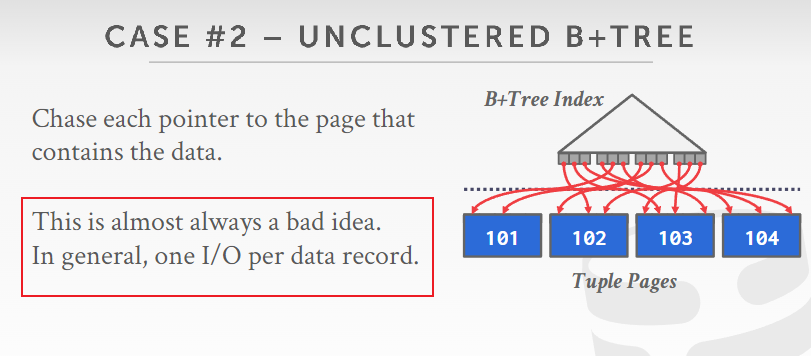 CASE #2 – UNCLUSTERED B+TREE
Chase each pointer to the page that
contains the data.
This is almost always a bad idea.
In general, one I/O per data record.
B+Tree Index
101 102 103 104
Tuple Pages